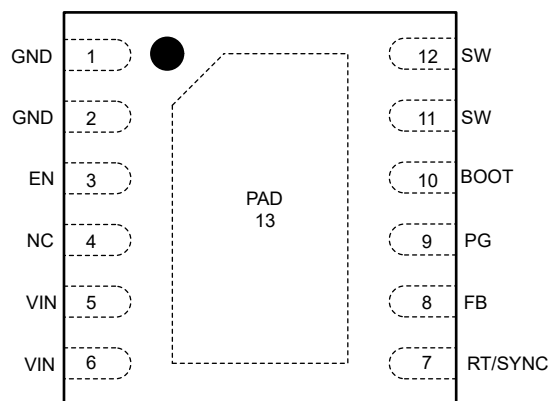 GND 1
GND 2
EN 3
NC 4
VIN 5
VIN 6
PAD
13
12 SW
11 SW
10 BOOT
9 PG
8 FB
7 RT/SYNC